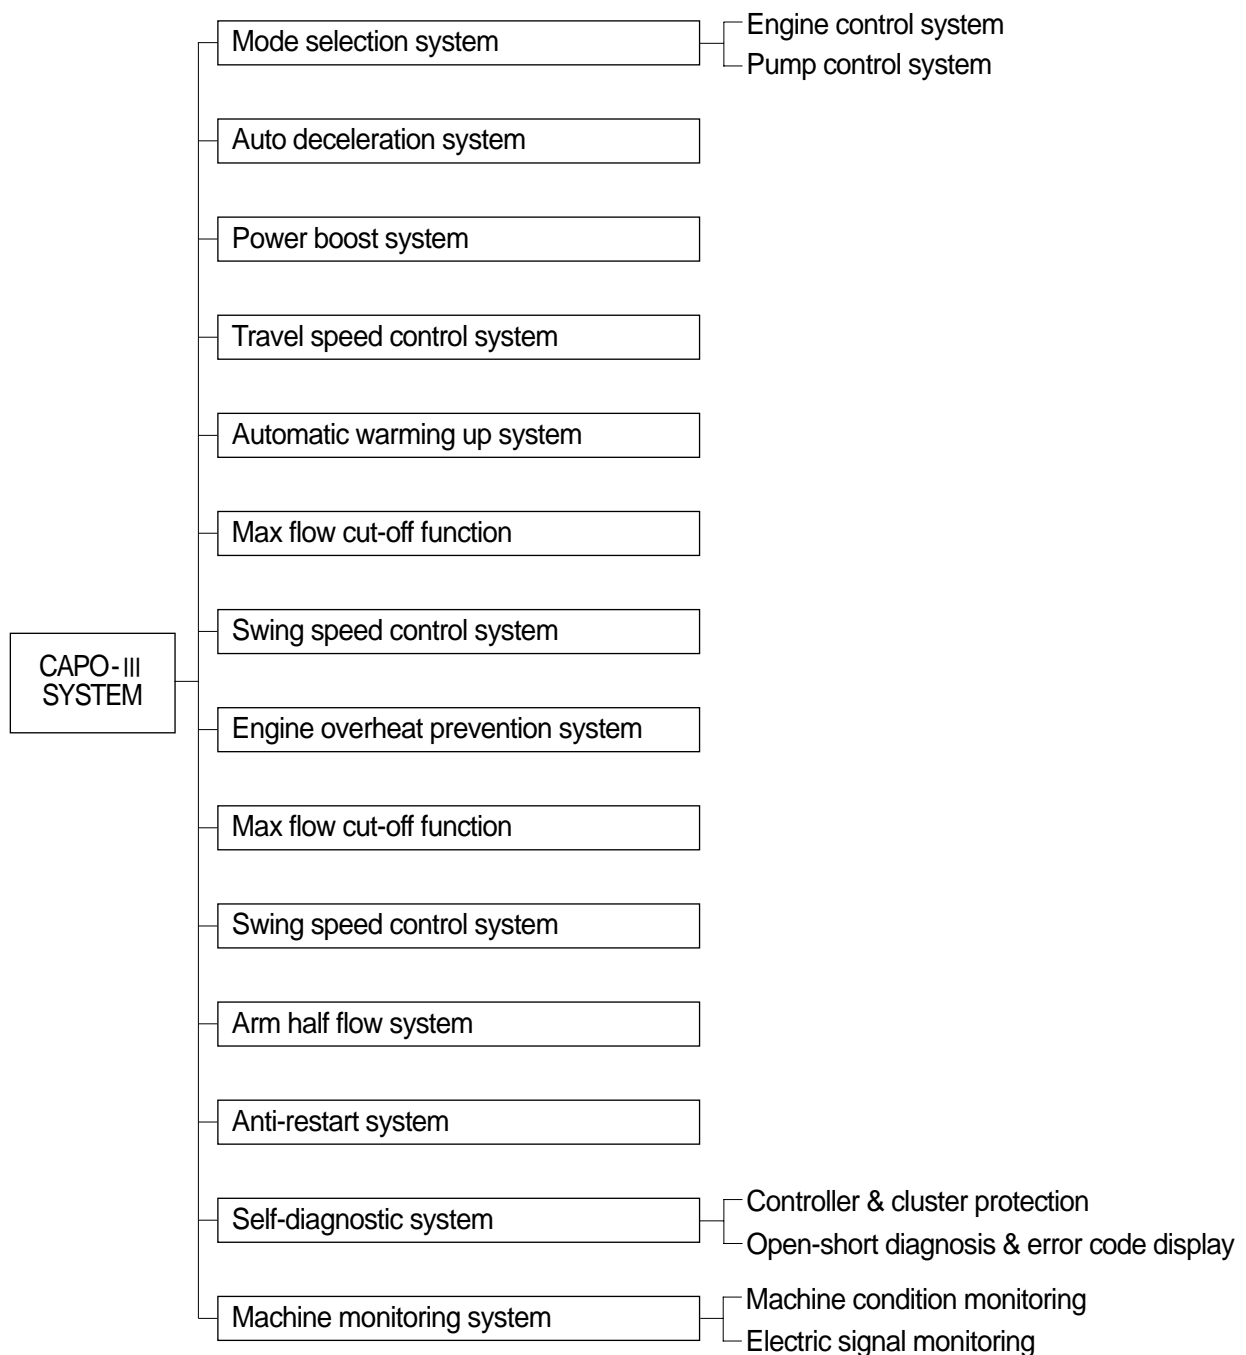 Engine control system
Mode selection system
Pump control system
Auto deceleration system
Power boost system
Travel speed control system
Automatic warming up system
Max flow cut-off function
Swing speed control system
CAPO-III
SYSTEM
Engine overheat prevention system
Max flow cut-off function
Swing speed control system
Arm half flow system
Anti-restart system
Controller & cluster protection
Self-diagnostic system
Open-short diagnosis & error code display
Machine condition monitoring
Machine monitoring system
Electric signal monitoring